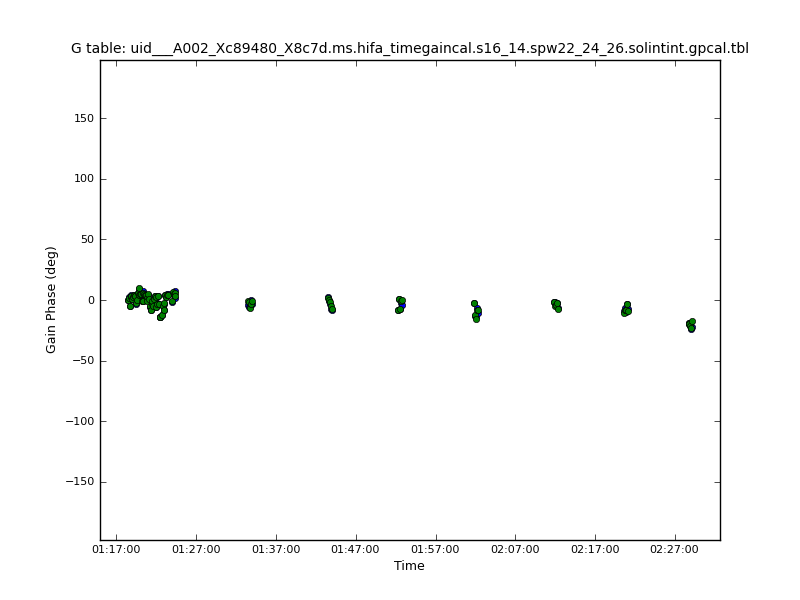 G table: uid___A002_Xc89480_X8c7d.ms.hifa_timegaincal.s16_14.spw22_24_26.solintint.gpcal.tbl
150
100
50
0
−50
−100
−150
Gain Phase (deg)
01:17:00 01:27:00 01:37:00 01:47:00 01:57:00 02:07:00 02:17:00 02:27:00
Time